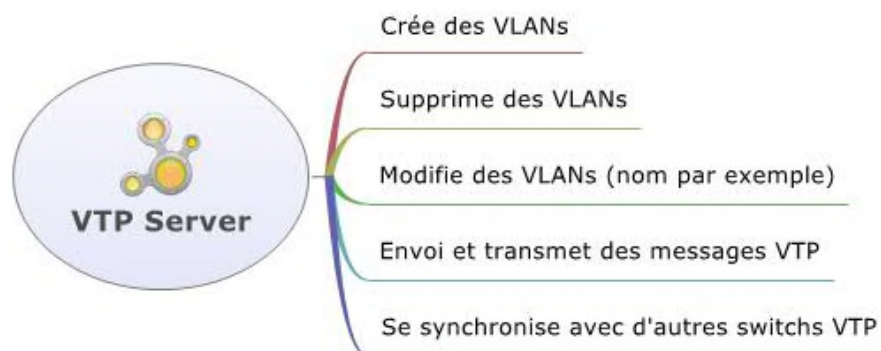 Crée des VLANs
Supprime des VLANs
Modifie des VLANs (nom par exemple)
VTP Server
Envoi et transmet des messages VTP
Se synchronise avec d'autres switchs VTP